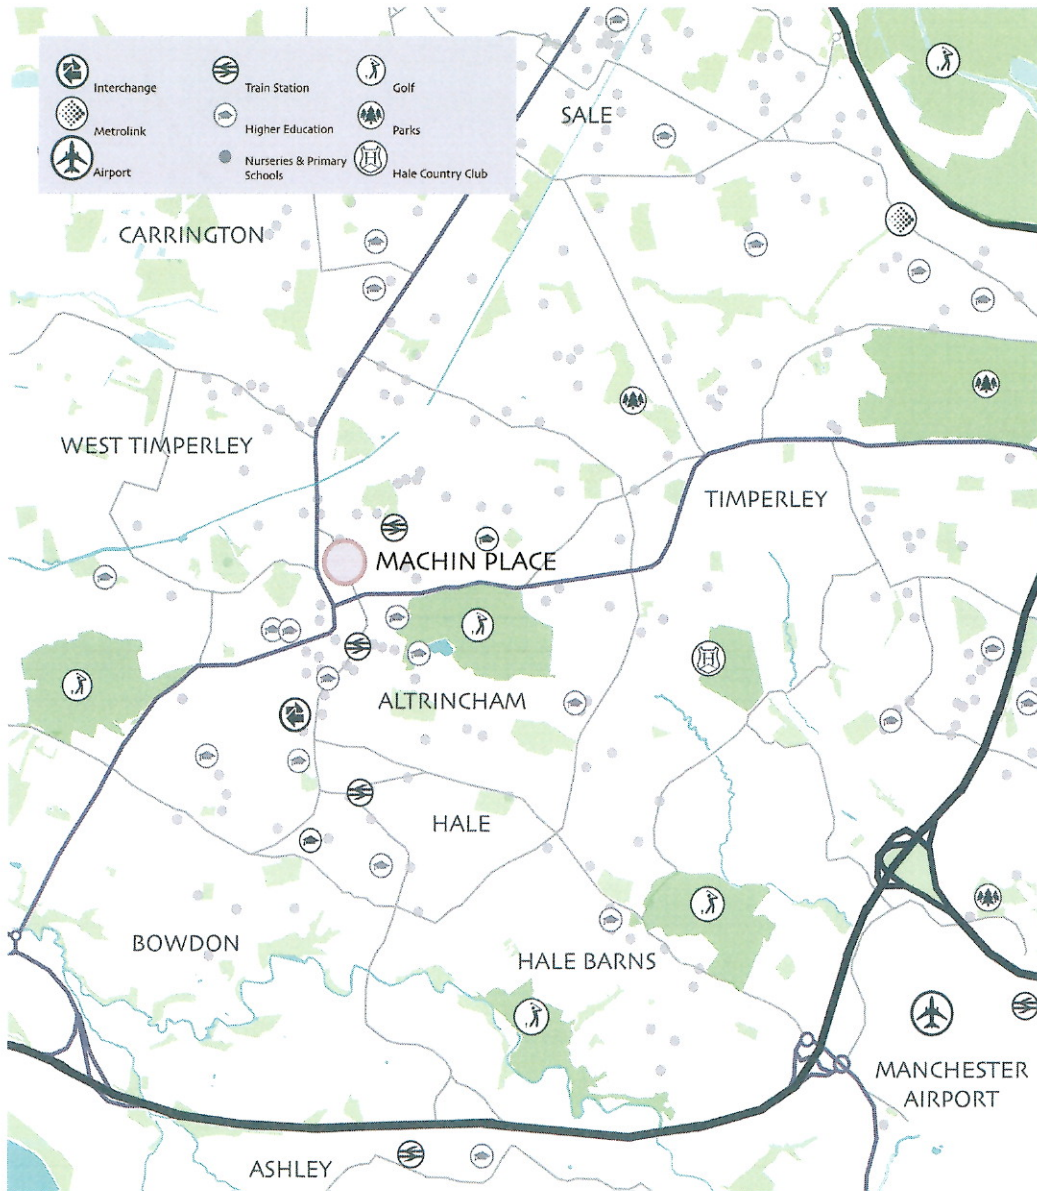 Interchange
Train Station
Golf
Metrolink
Higher Education
Parks
Airport
Nurseries & Primary
Schools
Hale Country Club
SALE
CARRINGTON
WEST TIMPERLEY
TIMPERLEY
MACHIN PLACE
ALTRINCHAM
HALE
BOWDON
HALE BARNS
MANCHESTER
AIRPORT
ASHLEY